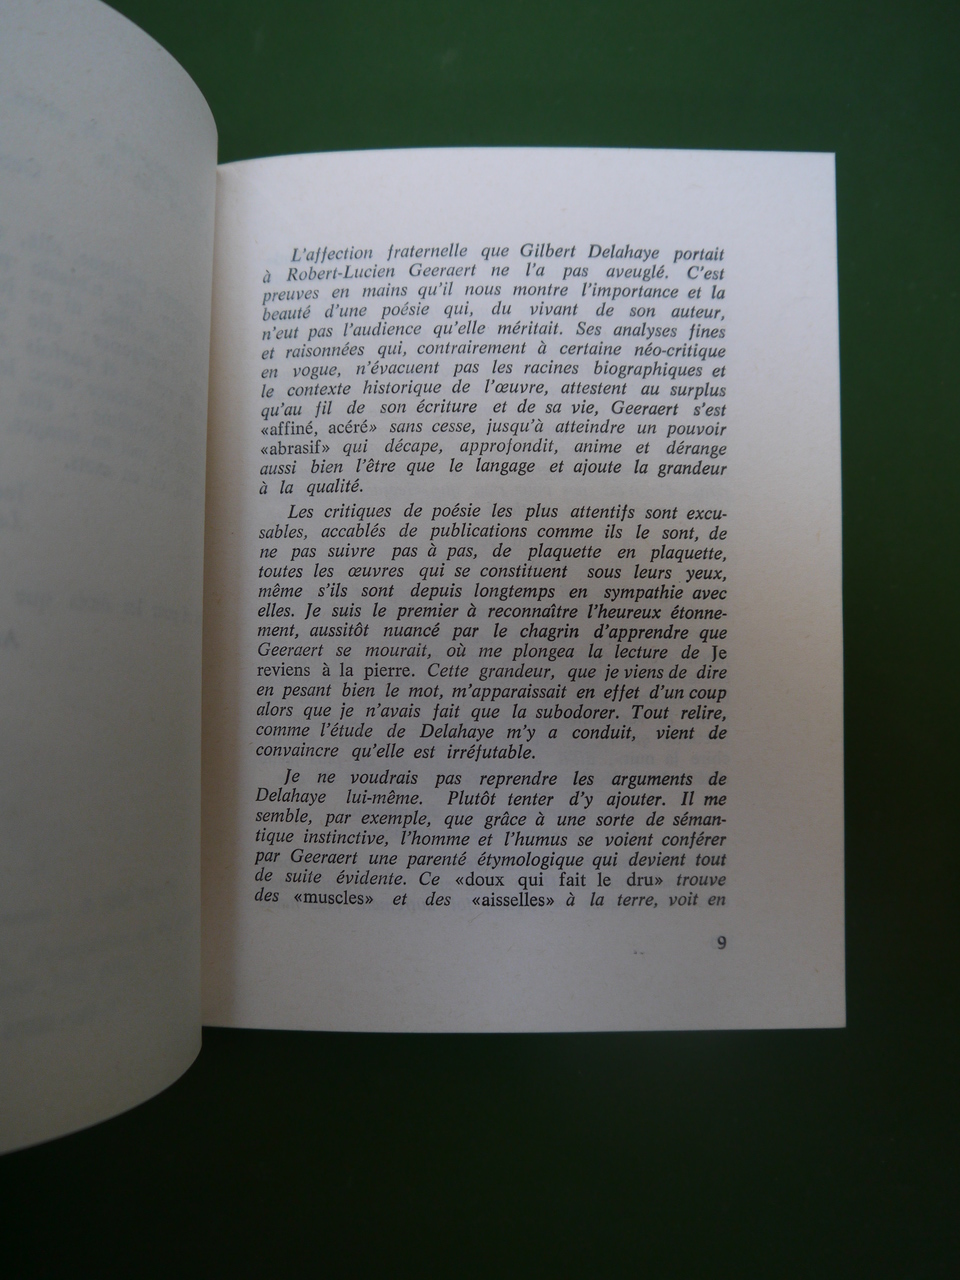 L'affection fraternelle que Gilbert Delahaye portait
à Robert-Lucien Geeraert ne l'a pas aveuglé. C'est
preuves en mains qu'il nous montre l'importance et la
beauté d'une poésie qui, du vivant de son auteur,
n'eut pas l'audience qu'elle méritait. Ses analyses fines
et raisonnées qui, contrairement à certaine néo-critique
en vogue, n'évacuent pas les racines biographiques et
le contexte historique de l'œuvre, attestent au surplus
qu'au fil de son écriture et de sa vie, Geeraert s'est
«affiné, acéré» sans cesse, jusqu'à atteindre un pouvoir
«abrasif» qui décape, approfondit, anime et dérange
aussi bien l'être que le langage et ajoute la grandeur
à la qualité.
Les critiques de poésie les plus attentifs sont excu-
sables, accablés de publications comme ils le sont, de
ne pas suivre pas à pas, de plaquette en plaquette,
toutes les œuvres qui se constituent sous leurs yeux,
même s'ils sont depuis longtemps en sympathie avec
elles. Je suis le premier à reconnaître l'heureux étonne-
ment, aussitôt nuancé par le chagrin d'apprendre que
Geeraert se mourait, où me plongea la lecture de Je
reviens à la pierre. Cette grandeur, que je viens de dire
en pesant bien le mot, m'apparaissait en effet d'un coup
alors que je n'avais fait que la subodorer. Tout relire,
comme l'étude de Delahaye m'y a conduit, vient de
convaincre qu'elle est irréfutable.
Je ne voudrais pas reprendre les arguments de
Delahaye lui-même. Plutôt tenter d'y ajouter. Il me
semble, par exemple, que grâce à une sorte de séman-
tique instinctive, l'homme et l'humus se voient conférer
par Geeraert une parenté étymologique qui devient tout
de suite évidente. Ce «doux qui fait le dru» trouve
des «muscles» et des «aisselles» à la terre, voit en
9